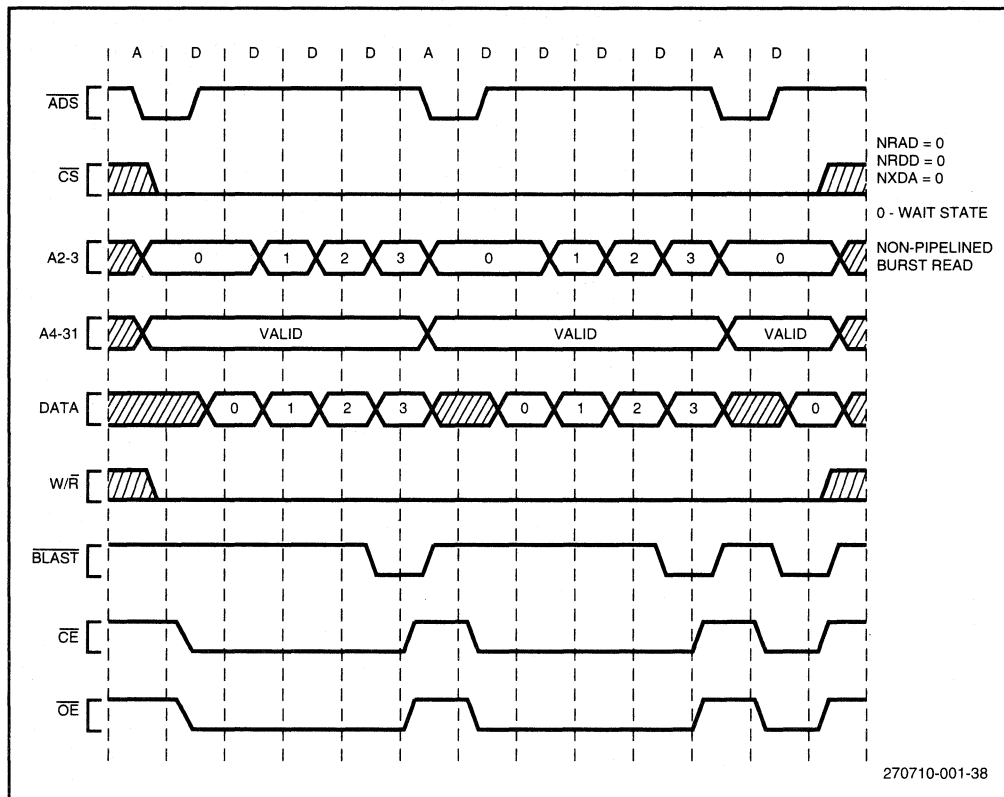 A D D D D A D D D D A D
ADS
CS
NRAD = 0
NRDD = 0
NXDA = 0
0 - WAIT STATE
A2-3 0 1 2 3 0 1 2 3 0
NON-PIPELINED
BURST READ
A4-31 VALID VALID VALID
DATA 0 1 2 3 0 1 2 3 0
W/R̅
BLAST
CE
OE
270710-001-38